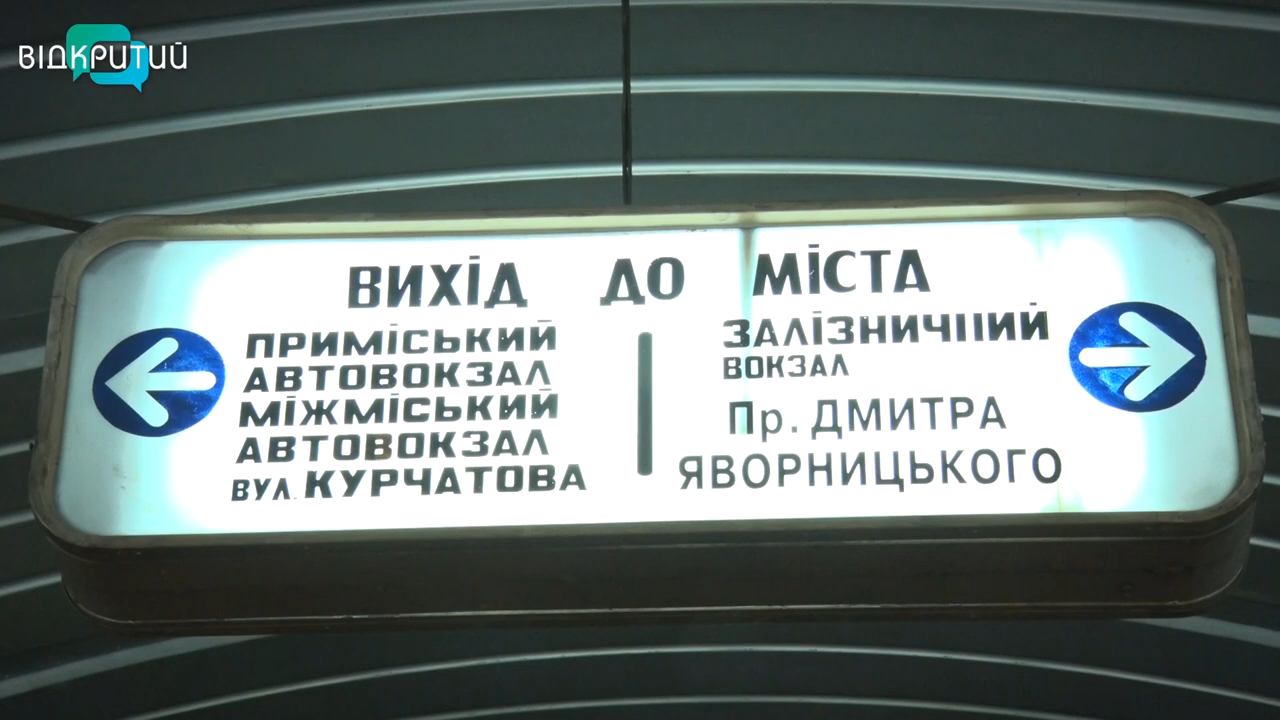 ВІДКРИТИЙ
ВИХІД ДО МІСТА
ПРИМІСЬКИЙ
АВТОВОКЗАЛ
МІЖМІСЬКИЙ
АВТОВОКЗАЛ
ВУЛ. КУРЧАТОВА
ЗАЛІЗНИЧНИЙ
ВОКЗАЛ
Пр. ДМИТРА
ЯВОРНИЦЬКОГО